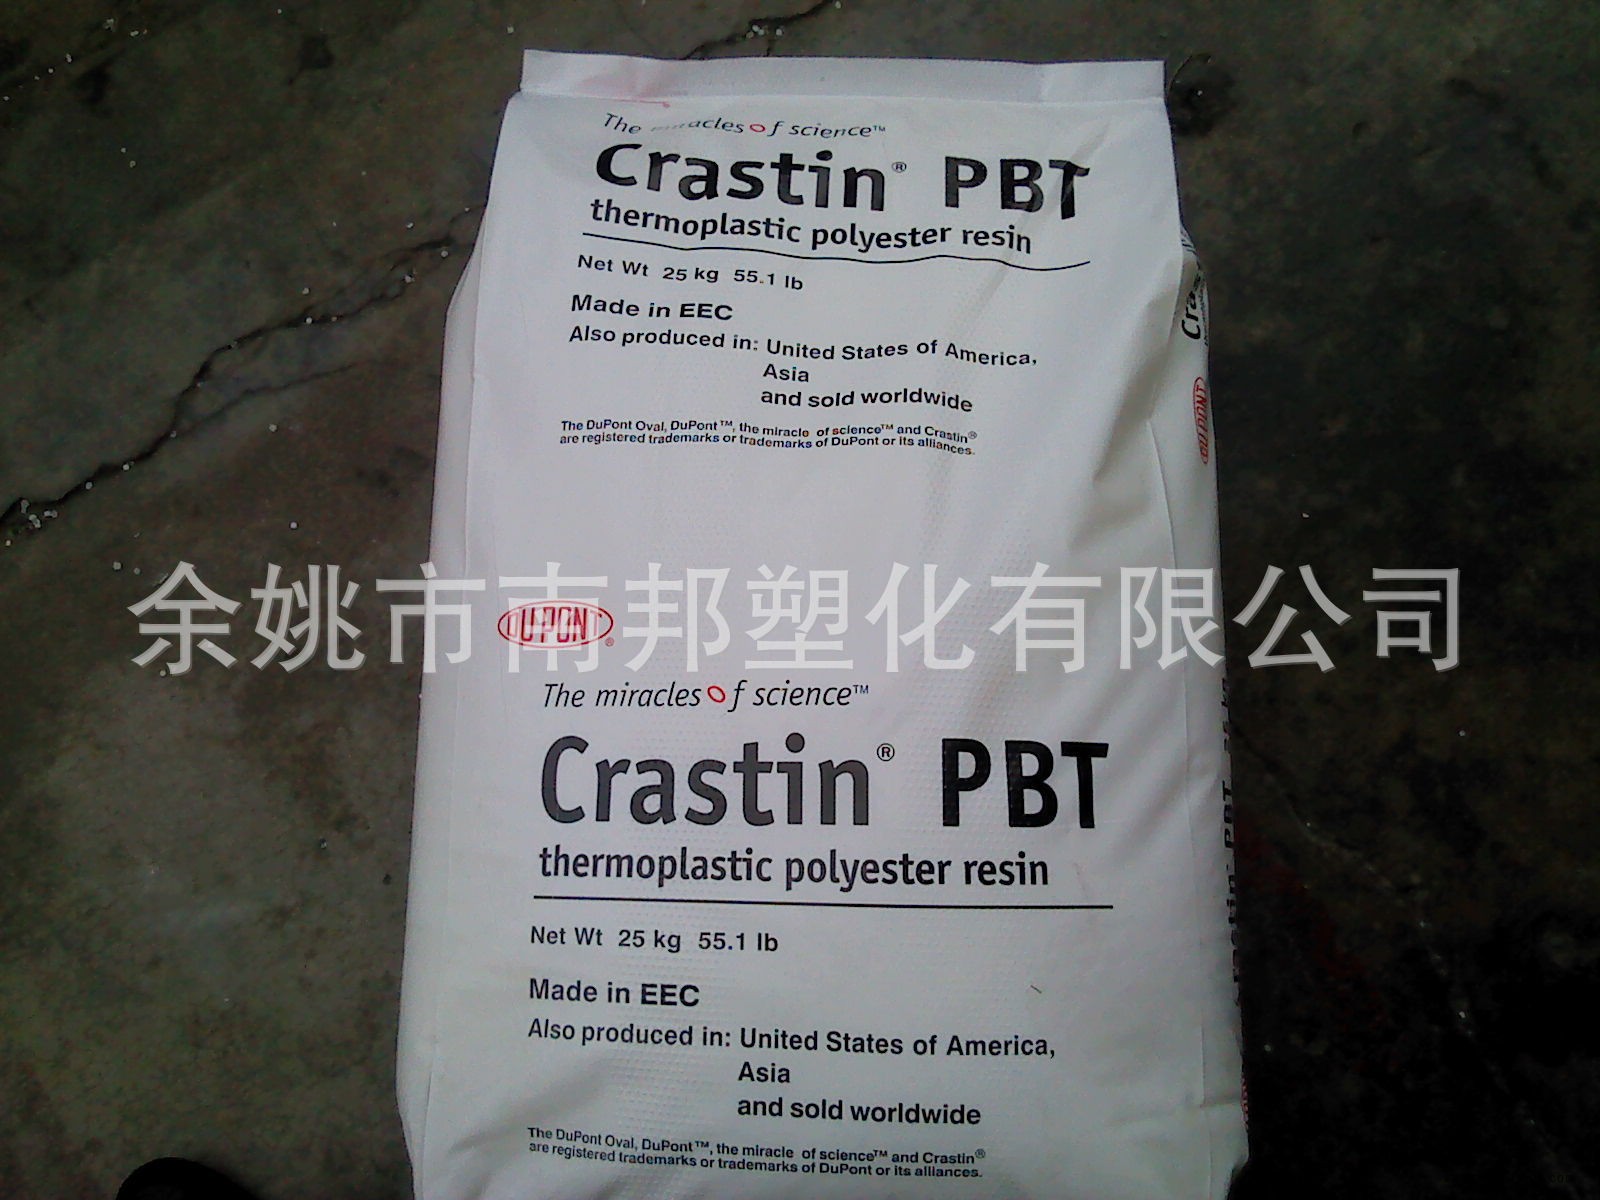 The miracles of science™
Crastin® PBT
thermoplastic polyester resin
Net Wt 25 kg 55.1 lb
Made in EEC
Also produced in: United States of America,
Asia
and sold worldwide
The DuPont Oval, DuPont™, the miracle of science™ and Crastin®
are registered trademarks or trademarks of DuPont or its alliances.
余姚市南邦塑化有限公司
DUPONT®
The miracles of science™
Crastin® PBT
thermoplastic polyester resin
Net Wt 25 kg 55.1 lb
Made in EEC
Also produced in: United States of America,
Asia
and sold worldwide
The DuPont Oval, DuPont™, the miracle of science™ and Crastin®
are registered trademarks or trademarks of DuPont or its alliances.
DUPONT